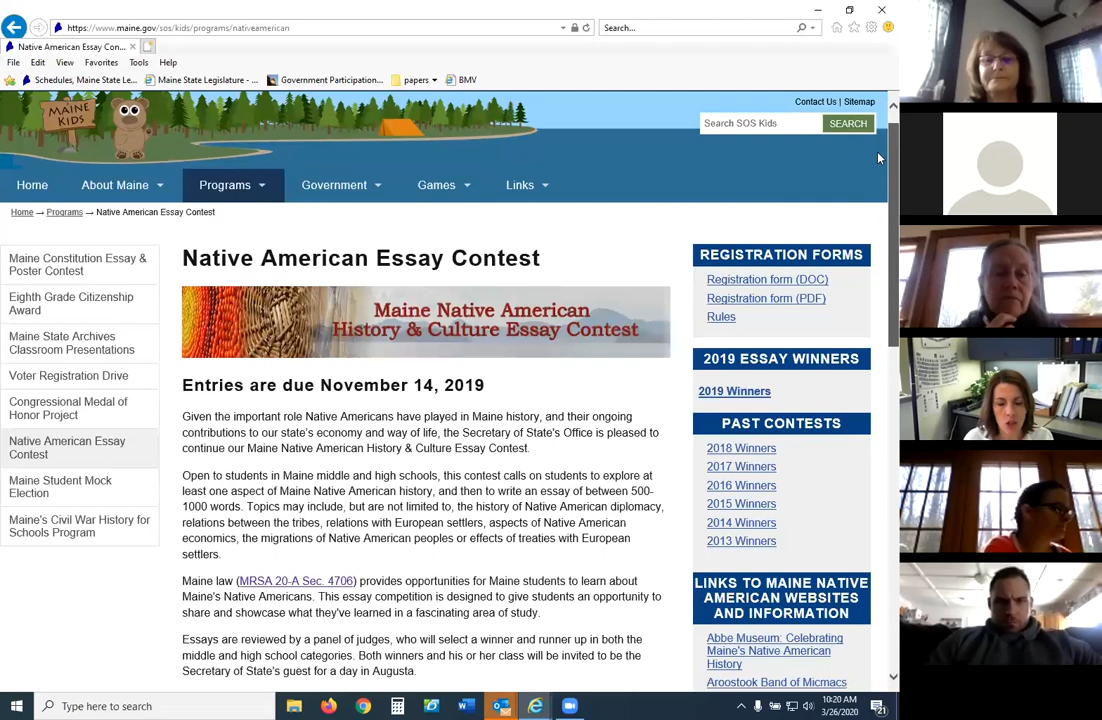 https://www.maine.gov/sos/kids/programs/nativeamerican
Search...
Native American Essay Con...
File Edit View Favorites Tools Help
Schedules, Maine State Le... Maine State Legislature - ... Government Participation... papers BMV
MAINE
KIDS
Contact Us | Sitemap
Search SOS Kids SEARCH
Home About Maine Programs Government Games Links
Home → Programs → Native American Essay Contest
Maine Constitution Essay &
Poster Contest
Eighth Grade Citizenship
Award
Maine State Archives
Classroom Presentations
Voter Registration Drive
Congressional Medal of
Honor Project
Native American Essay
Contest
Maine Student Mock
Election
Maine's Civil War History for
Schools Program
Native American Essay Contest
Maine Native American
History & Culture Essay Contest
Entries are due November 14, 2019
Given the important role Native Americans have played in Maine history, and their ongoing
contributions to our state's economy and way of life, the Secretary of State's Office is pleased to
continue our Maine Native American History & Culture Essay Contest.
Open to students in Maine middle and high schools, this contest calls on students to explore at
least one aspect of Maine Native American history, and then to write an essay of between 500-
1000 words. Topics may include, but are not limited to, the history of Native American diplomacy,
relations between the tribes, relations with European settlers, aspects of Native American
economics, the migrations of Native American peoples or effects of treaties with European
settlers.
Maine law (MRSA 20-A Sec. 4706) provides opportunities for Maine students to learn about
Maine's Native Americans. This essay competition is designed to give students an opportunity to
share and showcase what they've learned in a fascinating area of study.
Essays are reviewed by a panel of judges, who will select a winner and runner up in both the
middle and high school categories. Both winners and his or her class will be invited to be the
Secretary of State's guest for a day in Augusta.
REGISTRATION FORMS
Registration form (DOC)
Registration form (PDF)
Rules
2019 ESSAY WINNERS
2019 Winners
PAST CONTESTS
2018 Winners
2017 Winners
2016 Winners
2015 Winners
2014 Winners
2013 Winners
LINKS TO MAINE NATIVE
AMERICAN WEBSITES
AND INFORMATION
Abbe Museum: Celebrating
Maine's Native American
History
Aroostook Band of Micmacs
Type here to search
10:20 AM
3/26/2020
21